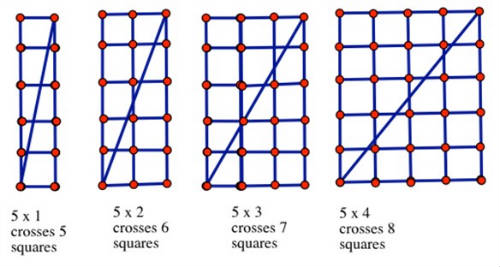 5 x 1
crosses 5
squares
5 x 2
crosses 6
squares
5 x 3
crosses 7
squares
5 x 4
crosses 8
squares